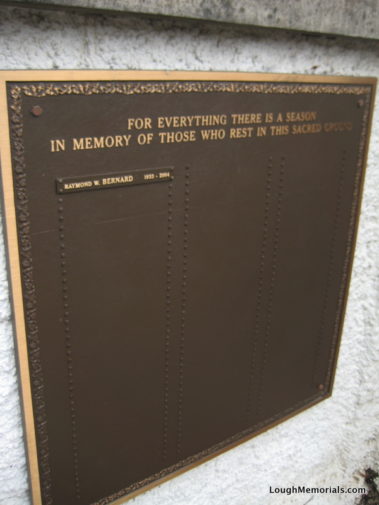 FOR EVERYTHING THERE IS A SEASON
IN MEMORY OF THOSE WHO REST IN THIS SACRED GROUND
RAYMOND W. BERNARD 1933 - 2004
LoughMemorials.com